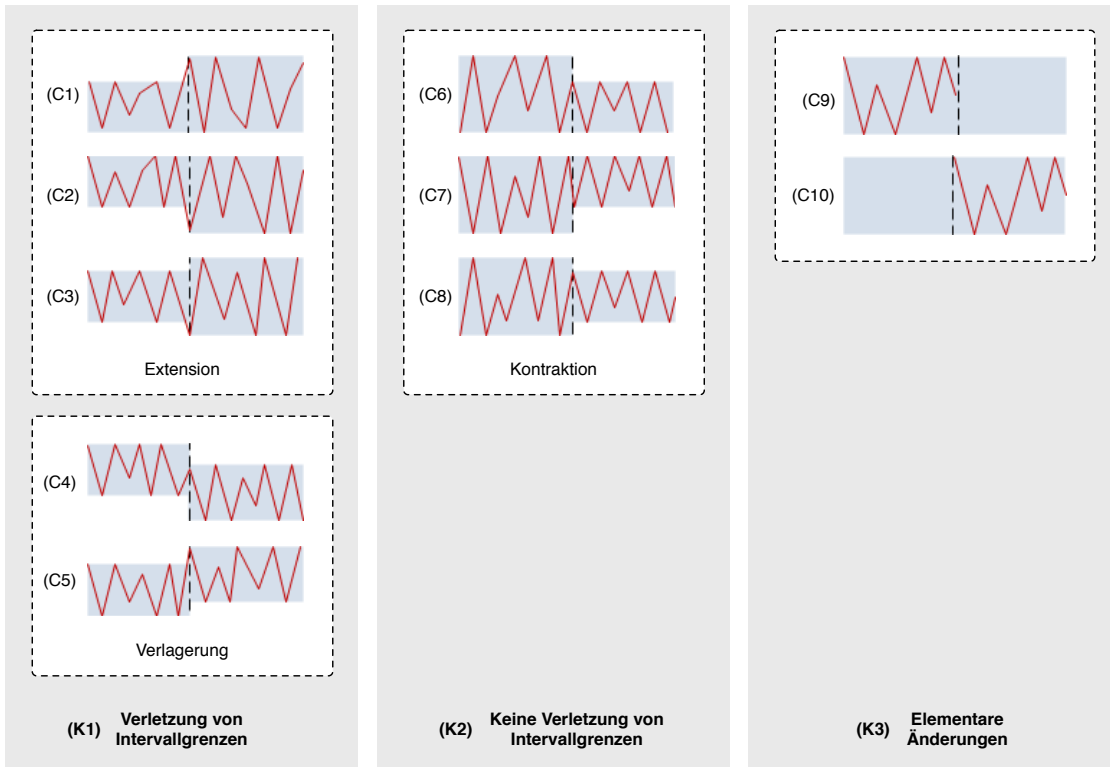 (C1)
(C2)
(C3)
Extension
(C4)
(C5)
Verlagerung
(K1) Verletzung von
Intervallgrenzen
(C6)
(C7)
(C8)
Kontraktion
(K2) Keine Verletzung von
Intervallgrenzen
(C9)
(C10)
(K3) Elementare
Änderungen